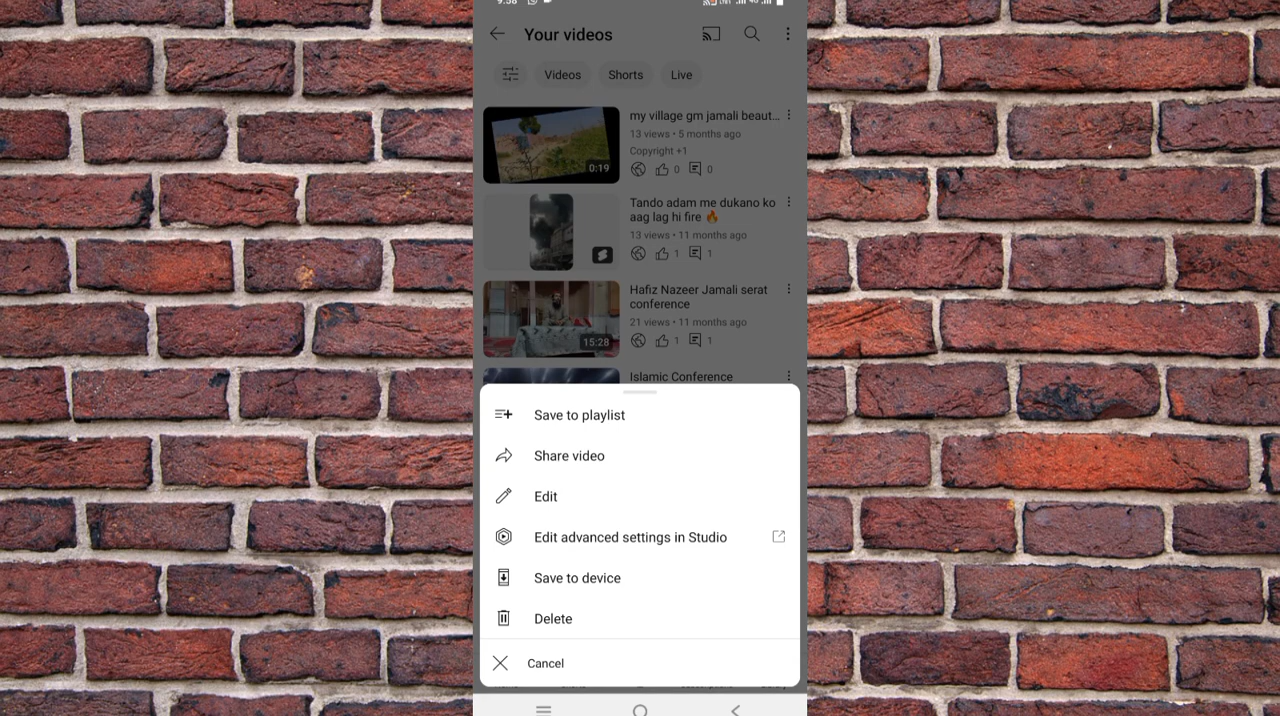 9:58
Your videos
Videos Shorts Live
my village gm jamali beaut...
13 views • 5 months ago
Copyright +1
0 0
0:19
Tando adam me dukano ko
aag lag hi fire 🔥
13 views • 11 months ago
1 1
Hafiz Nazeer Jamali serat
conference
21 views • 11 months ago
1 1
15:28
Islamic Conference
Save to playlist
Share video
Edit
Edit advanced settings in Studio
Save to device
Delete
Cancel